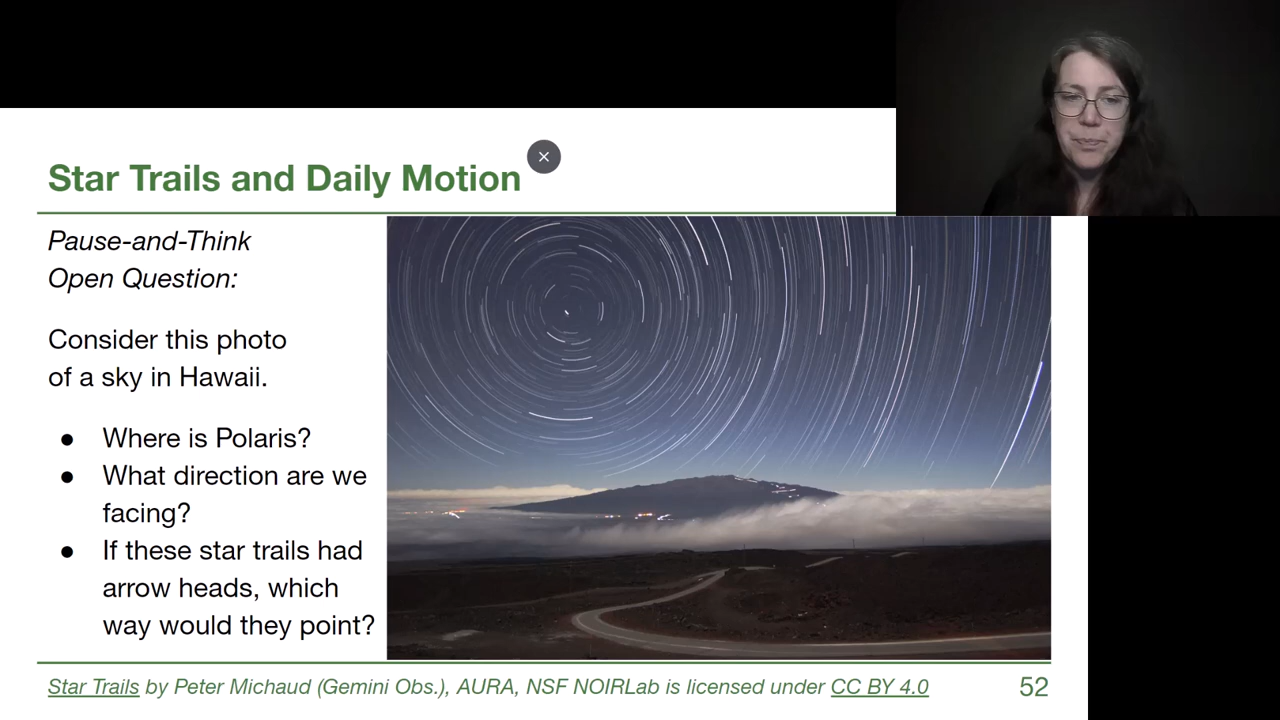 Star Trails and Daily Motion
Pause-and-Think
Open Question:
Consider this photo
of a sky in Hawaii.
● Where is Polaris?
● What direction are we
facing?
● If these star trails had
arrow heads, which
way would they point?
Star Trails by Peter Michaud (Gemini Obs.), AURA, NSF NOIRLab is licensed under CC BY 4.0
52